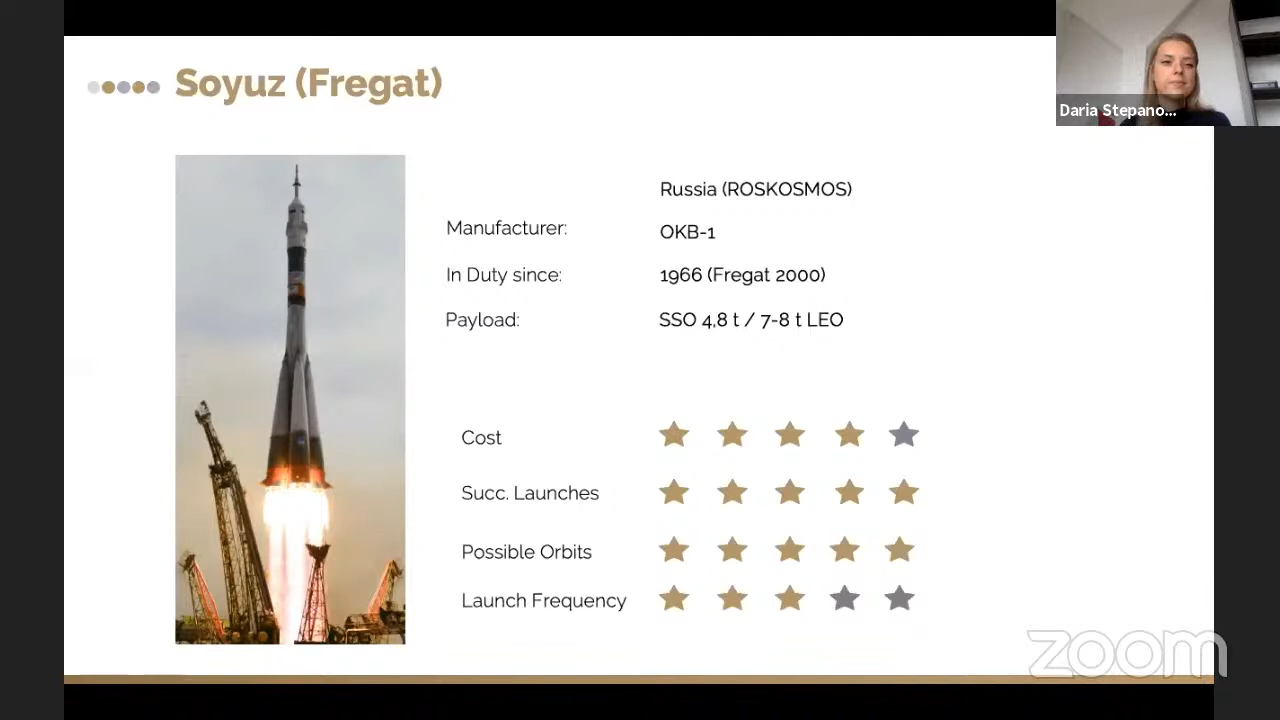 Soyuz (Fregat)
Daria Stepano...
Russia (ROSKOSMOS)
Manufacturer: OKB-1
In Duty since: 1966 (Fregat 2000)
Payload: SSO 4,8 t / 7-8 t LEO
Cost
Succ. Launches
Possible Orbits
Launch Frequency
zoom